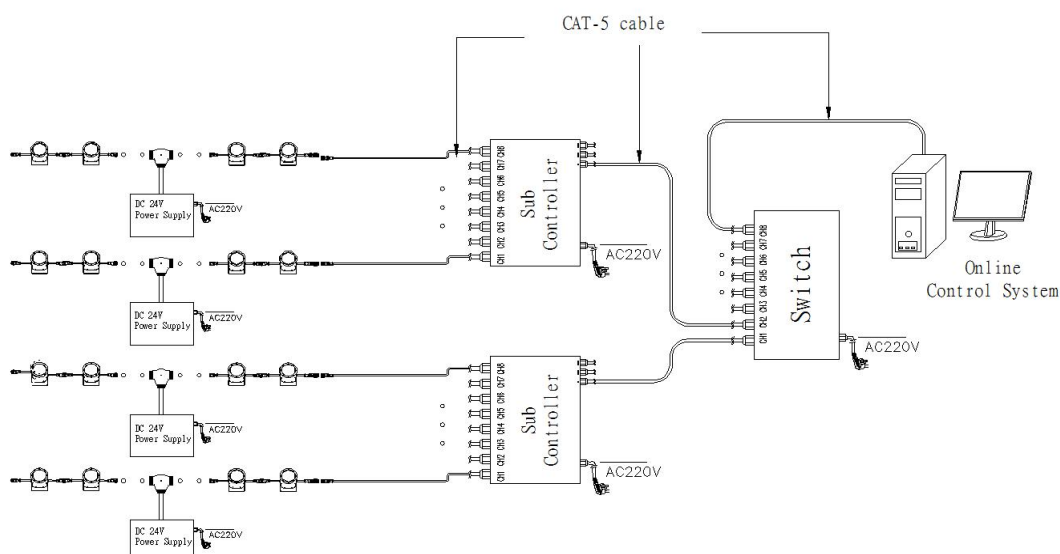 CAT-5 cable
CH8
CH7
CH6
CH5
CH4
CH3
CH2
CH1
Sub
Controller
AC220V
DC 24V
Power Supply
AC220V
DC 24V
Power Supply
AC220V
CH8
CH7
CH6
CH5
CH4
CH3
CH2
CH1
Switch
AC220V
Online
Control System
CH8
CH7
CH6
CH5
CH4
CH3
CH2
CH1
Sub
Controller
AC220V
DC 24V
Power Supply
AC220V
DC 24V
Power Supply
AC220V